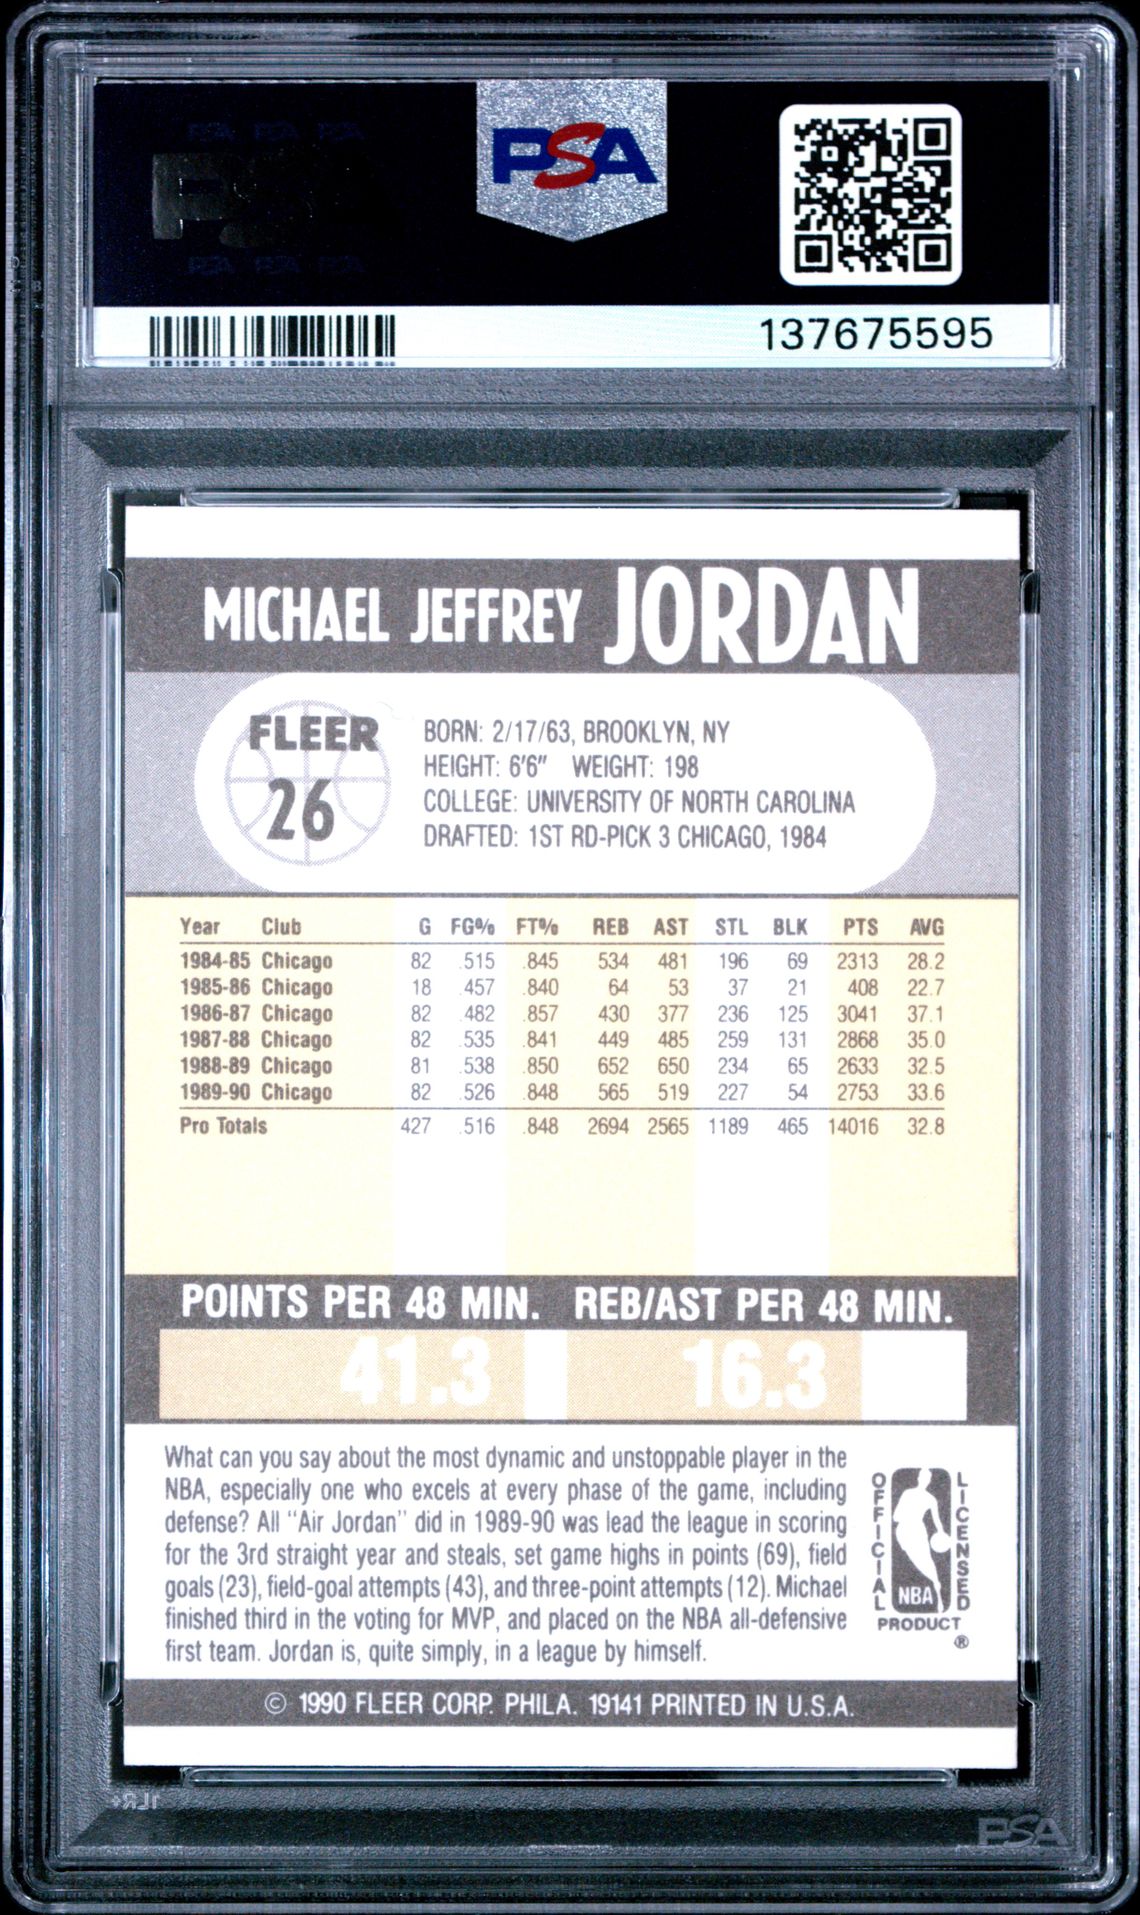 PSA PSA PSA
PSA
PSA PSA PSA
PSA
137675595
MICHAEL JEFFREY JORDAN
FLEER
26
BORN: 2/17/63, BROOKLYN, NY
HEIGHT: 6'6" WEIGHT: 198
COLLEGE: UNIVERSITY OF NORTH CAROLINA
DRAFTED: 1ST RD-PICK 3 CHICAGO, 1984
Year Club G FG% FT% REB AST STL BLK PTS AVG
1984-85 Chicago 82 .515 .845 534 481 196 69 2313 28.2
1985-86 Chicago 18 .457 .840 64 53 37 21 408 22.7
1986-87 Chicago 82 .482 .857 430 377 236 125 3041 37.1
1987-88 Chicago 82 .535 .841 449 485 259 131 2868 35.0
1988-89 Chicago 81 .538 .850 652 650 234 65 2633 32.5
1989-90 Chicago 82 .526 .848 565 519 227 54 2753 33.6
Pro Totals 427 .516 .848 2694 2565 1189 465 14016 32.8
POINTS PER 48 MIN. REB/AST PER 48 MIN.
41.3 16.3
What can you say about the most dynamic and unstoppable player in the
NBA, especially one who excels at every phase of the game, including
defense? All "Air Jordan" did in 1989-90 was lead the league in scoring
for the 3rd straight year and steals, set game highs in points (69), field
goals (23), field-goal attempts (43), and three-point attempts (12). Michael
finished third in the voting for MVP, and placed on the NBA all-defensive
first team. Jordan is, quite simply, in a league by himself.
OFFICIAL
LICENSED
NBA
PRODUCT
®
© 1990 FLEER CORP. PHILA. 19141 PRINTED IN U.S.A.
1LR+
PSA